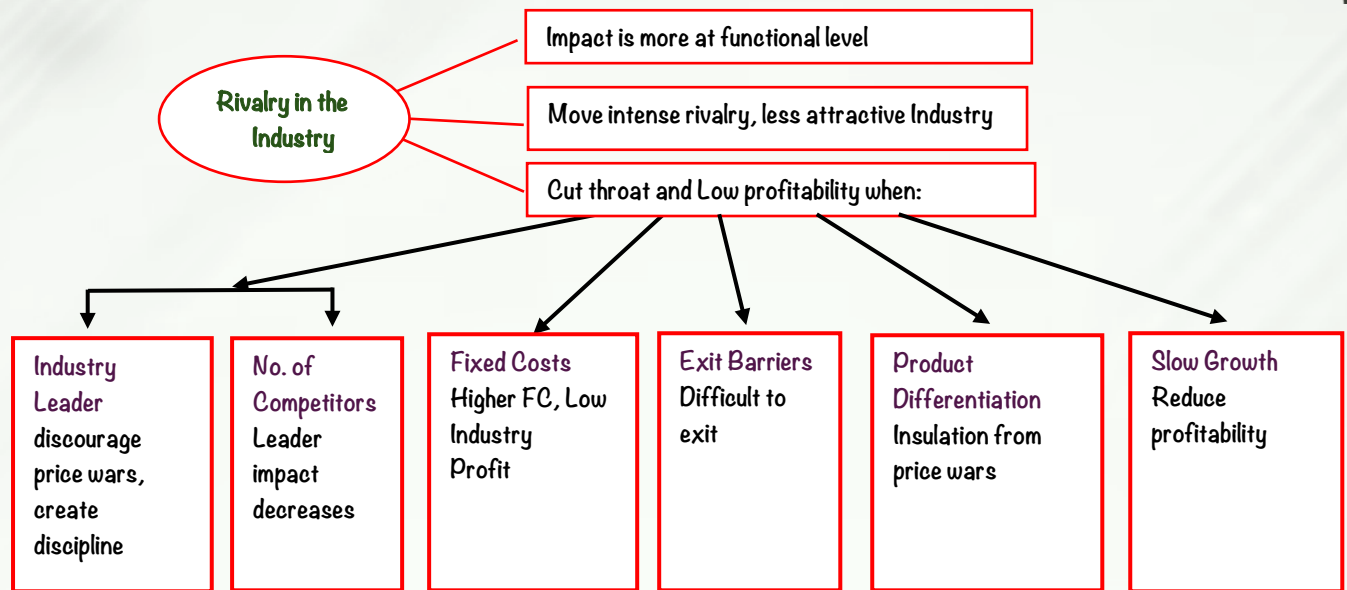 Rivalry in the
Industry
Impact is more at functional level
Move intense rivalry, less attractive Industry
Cut throat and Low profitability when:
Industry
Leader
discourage
price wars,
create
discipline
No. of
Competitors
Leader
impact
decreases
Fixed Costs
Higher FC, Low
Industry
Profit
Exit Barriers
Difficult to
exit
Product
Differentiation
Insulation from
price wars
Slow Growth
Reduce
profitability